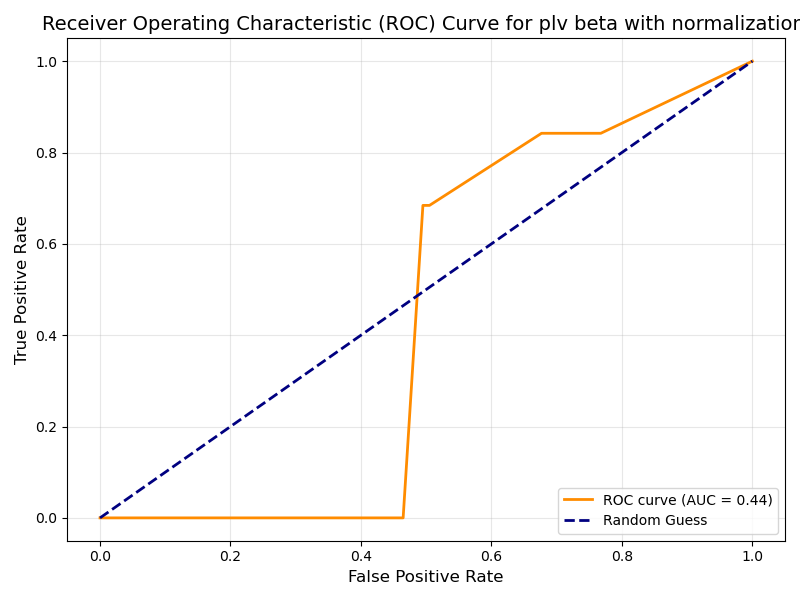 Receiver Operating Characteristic (ROC) Curve for plv beta with normalization
1.0
0.8
0.6
0.4
0.2
0.0
True Positive Rate
0.0 0.2 0.4 0.6 0.8 1.0
False Positive Rate
ROC curve (AUC = 0.44)
Random Guess